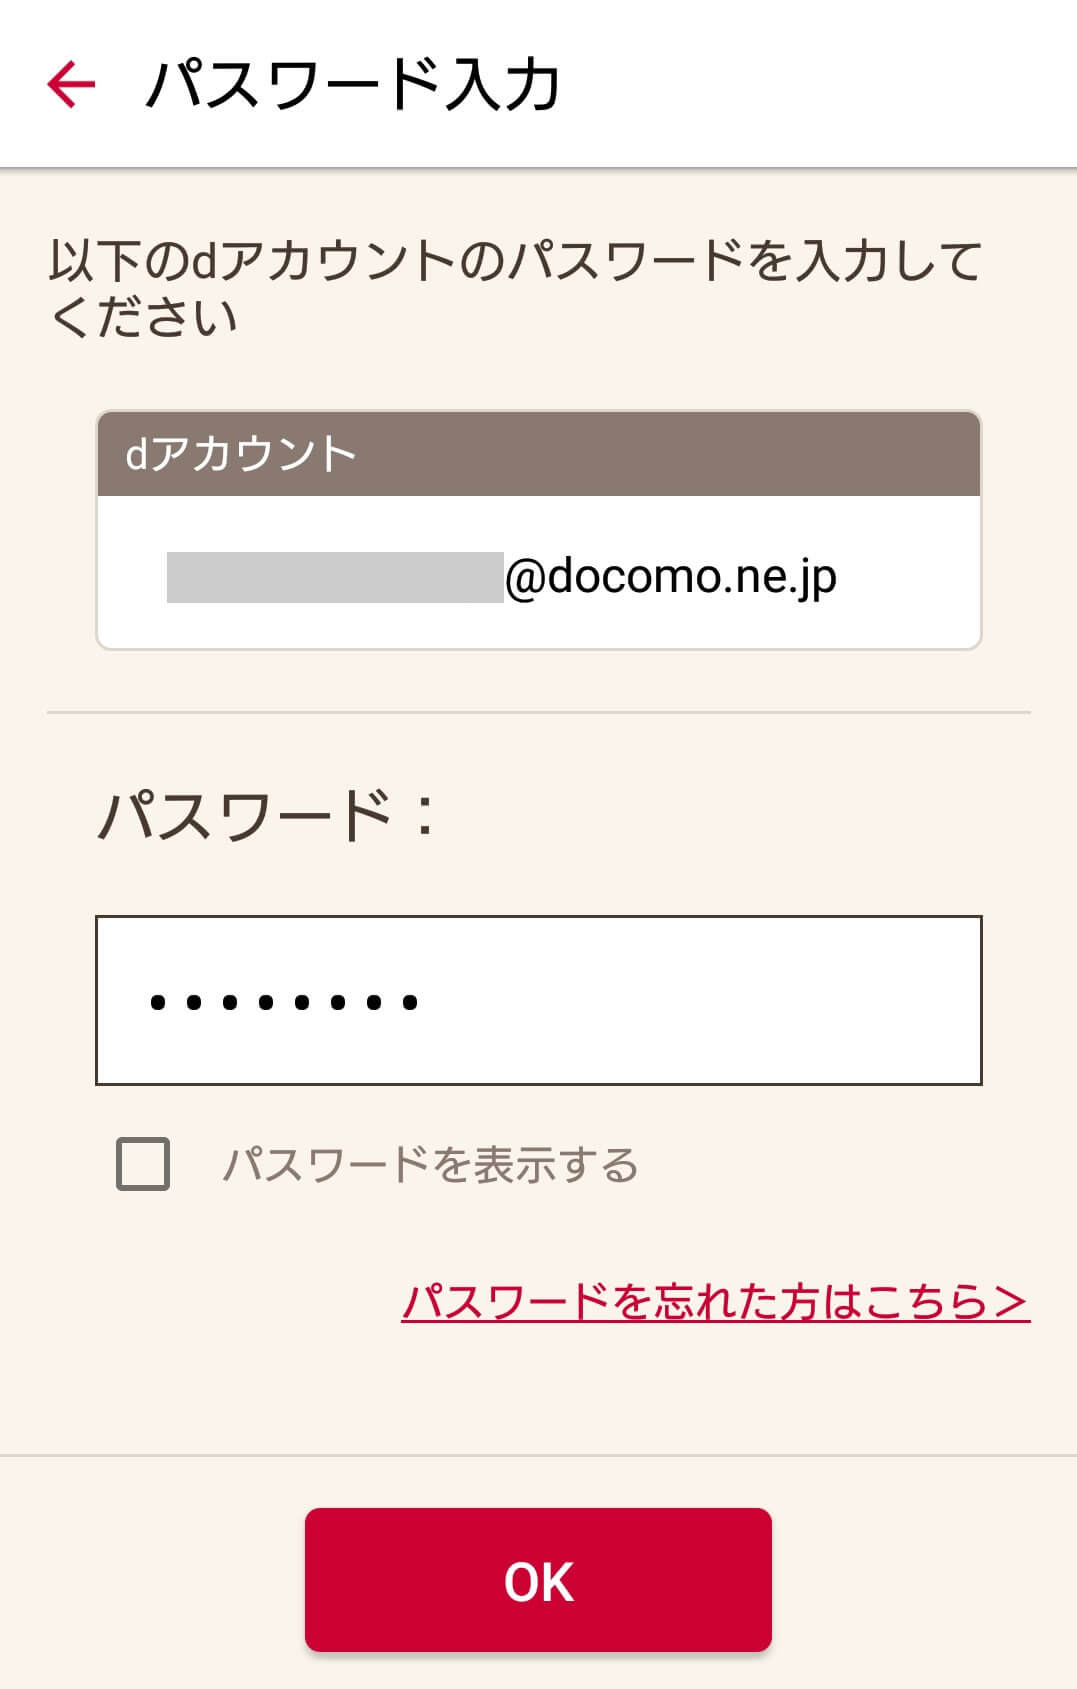 パスワード入力
以下のdアカウントのパスワードを入力して
ください
dアカウント
@docomo.ne.jp
パスワード：
••••••••
パスワードを表示する
パスワードを忘れた方はこちら＞
OK